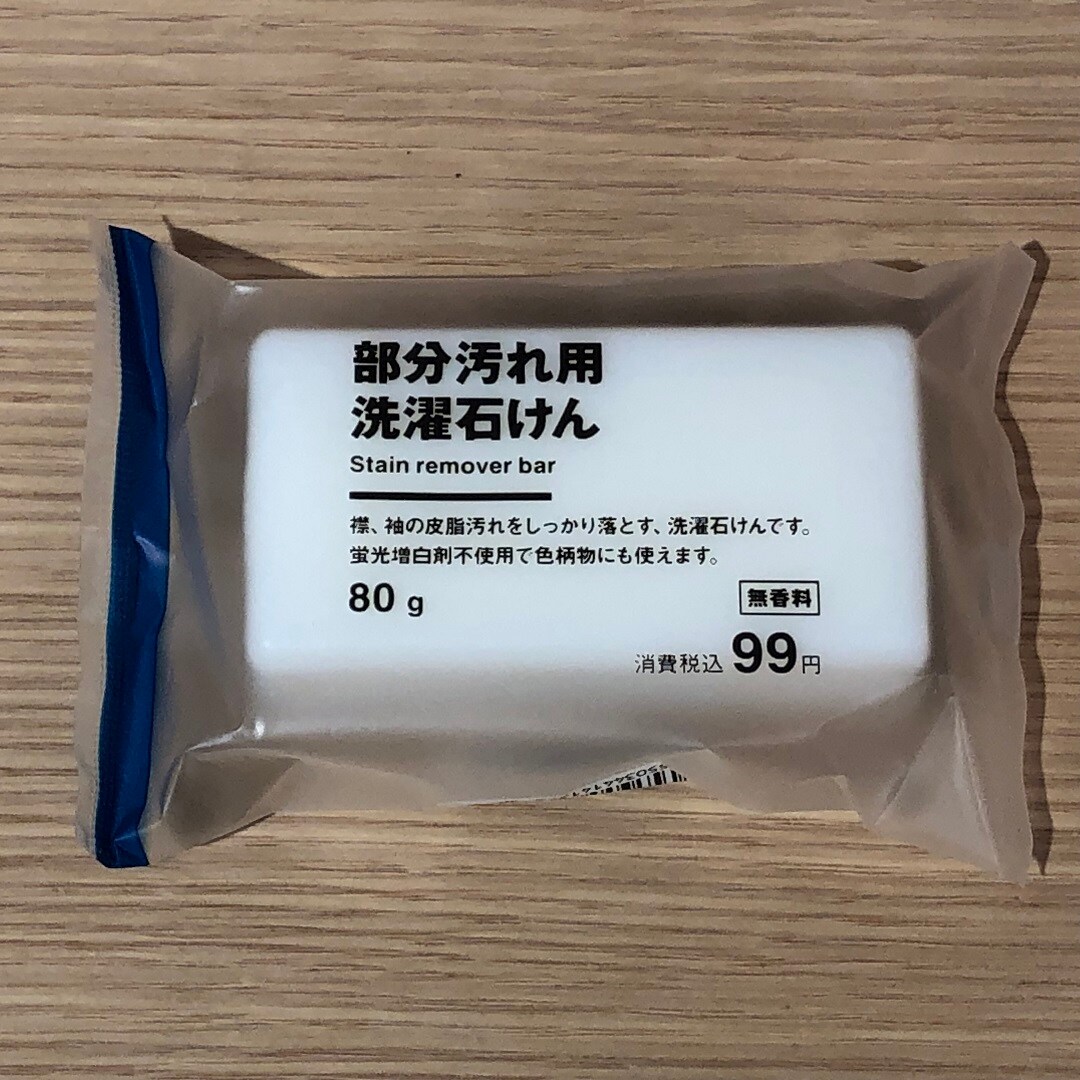 部分汚れ用
洗濯石けん
Stain remover bar
襟、袖の皮脂汚れをしっかり落とす、洗濯石けんです。
蛍光増白剤不使用で色柄物にも使えます。
80 g
無香料
消費税込 99円